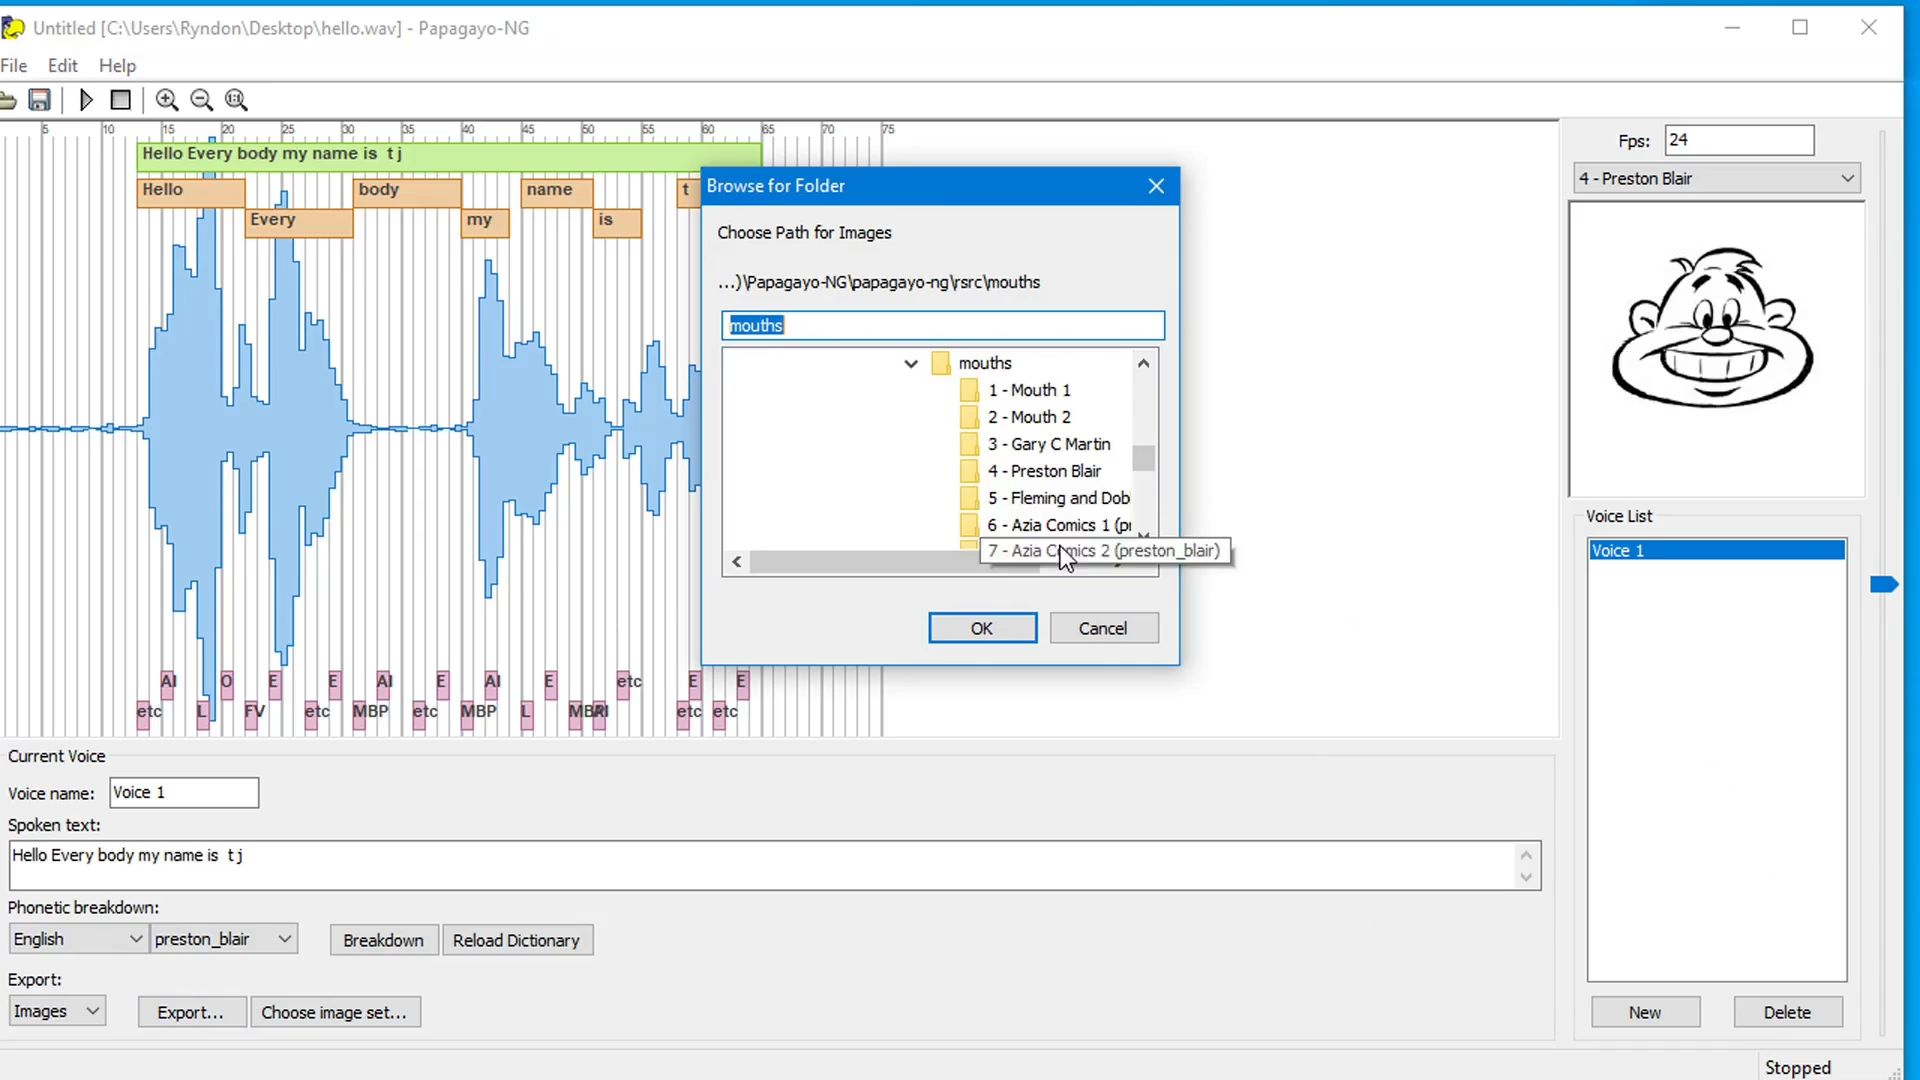 Untitled [C:\Users\Ryndon\Desktop\hello.wav] - Papagayo-NG
File Edit Help
5 10 15 20 25 30 35 40 45 50 55 60 65 70 75
Hello Every body my name is t j
Hello body name t
Every my is
AI O E E AI E AI E etc E E
etc L FV etc MBP etc MBP L MBP AI etc etc
Browse for Folder
Choose Path for Images
...)\Papagayo-NG\papagayo-ng\rsrc\mouths
mouths
mouths
1 - Mouth 1
2 - Mouth 2
3 - Gary C Martin
4 - Preston Blair
5 - Fleming and Dob
6 - Azia Comics 1 (pr
7 - Azia Comics 2 (preston_blair)
OK Cancel
Fps: 24
4 - Preston Blair
Voice List
Voice 1
New Delete
Current Voice
Voice name: Voice 1
Spoken text:
Hello Every body my name is t j
Phonetic breakdown:
English preston_blair Breakdown Reload Dictionary
Export:
Images Export... Choose image set...
Stopped